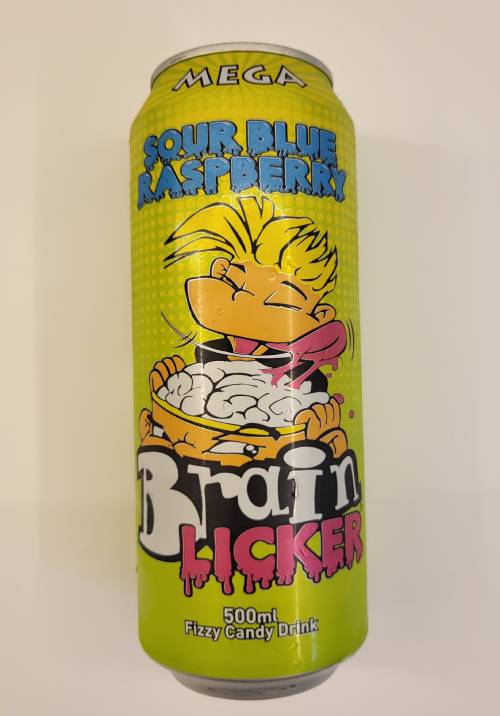 MEGA
SOUR BLUE
RASPBERRY
Brain
LICKER
500ml
Fizzy Candy Drink